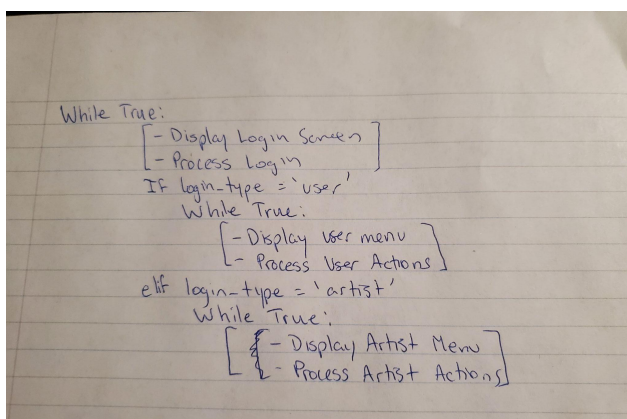 While True:
[- Display Login Screen]
[- Process Login]
If login_type = 'user'
While True:
[- Display user menu]
[- Process User Actions]
elif login_type = 'artist'
While True:
[- Display Artist Menu]
[- Process Artist Actions]